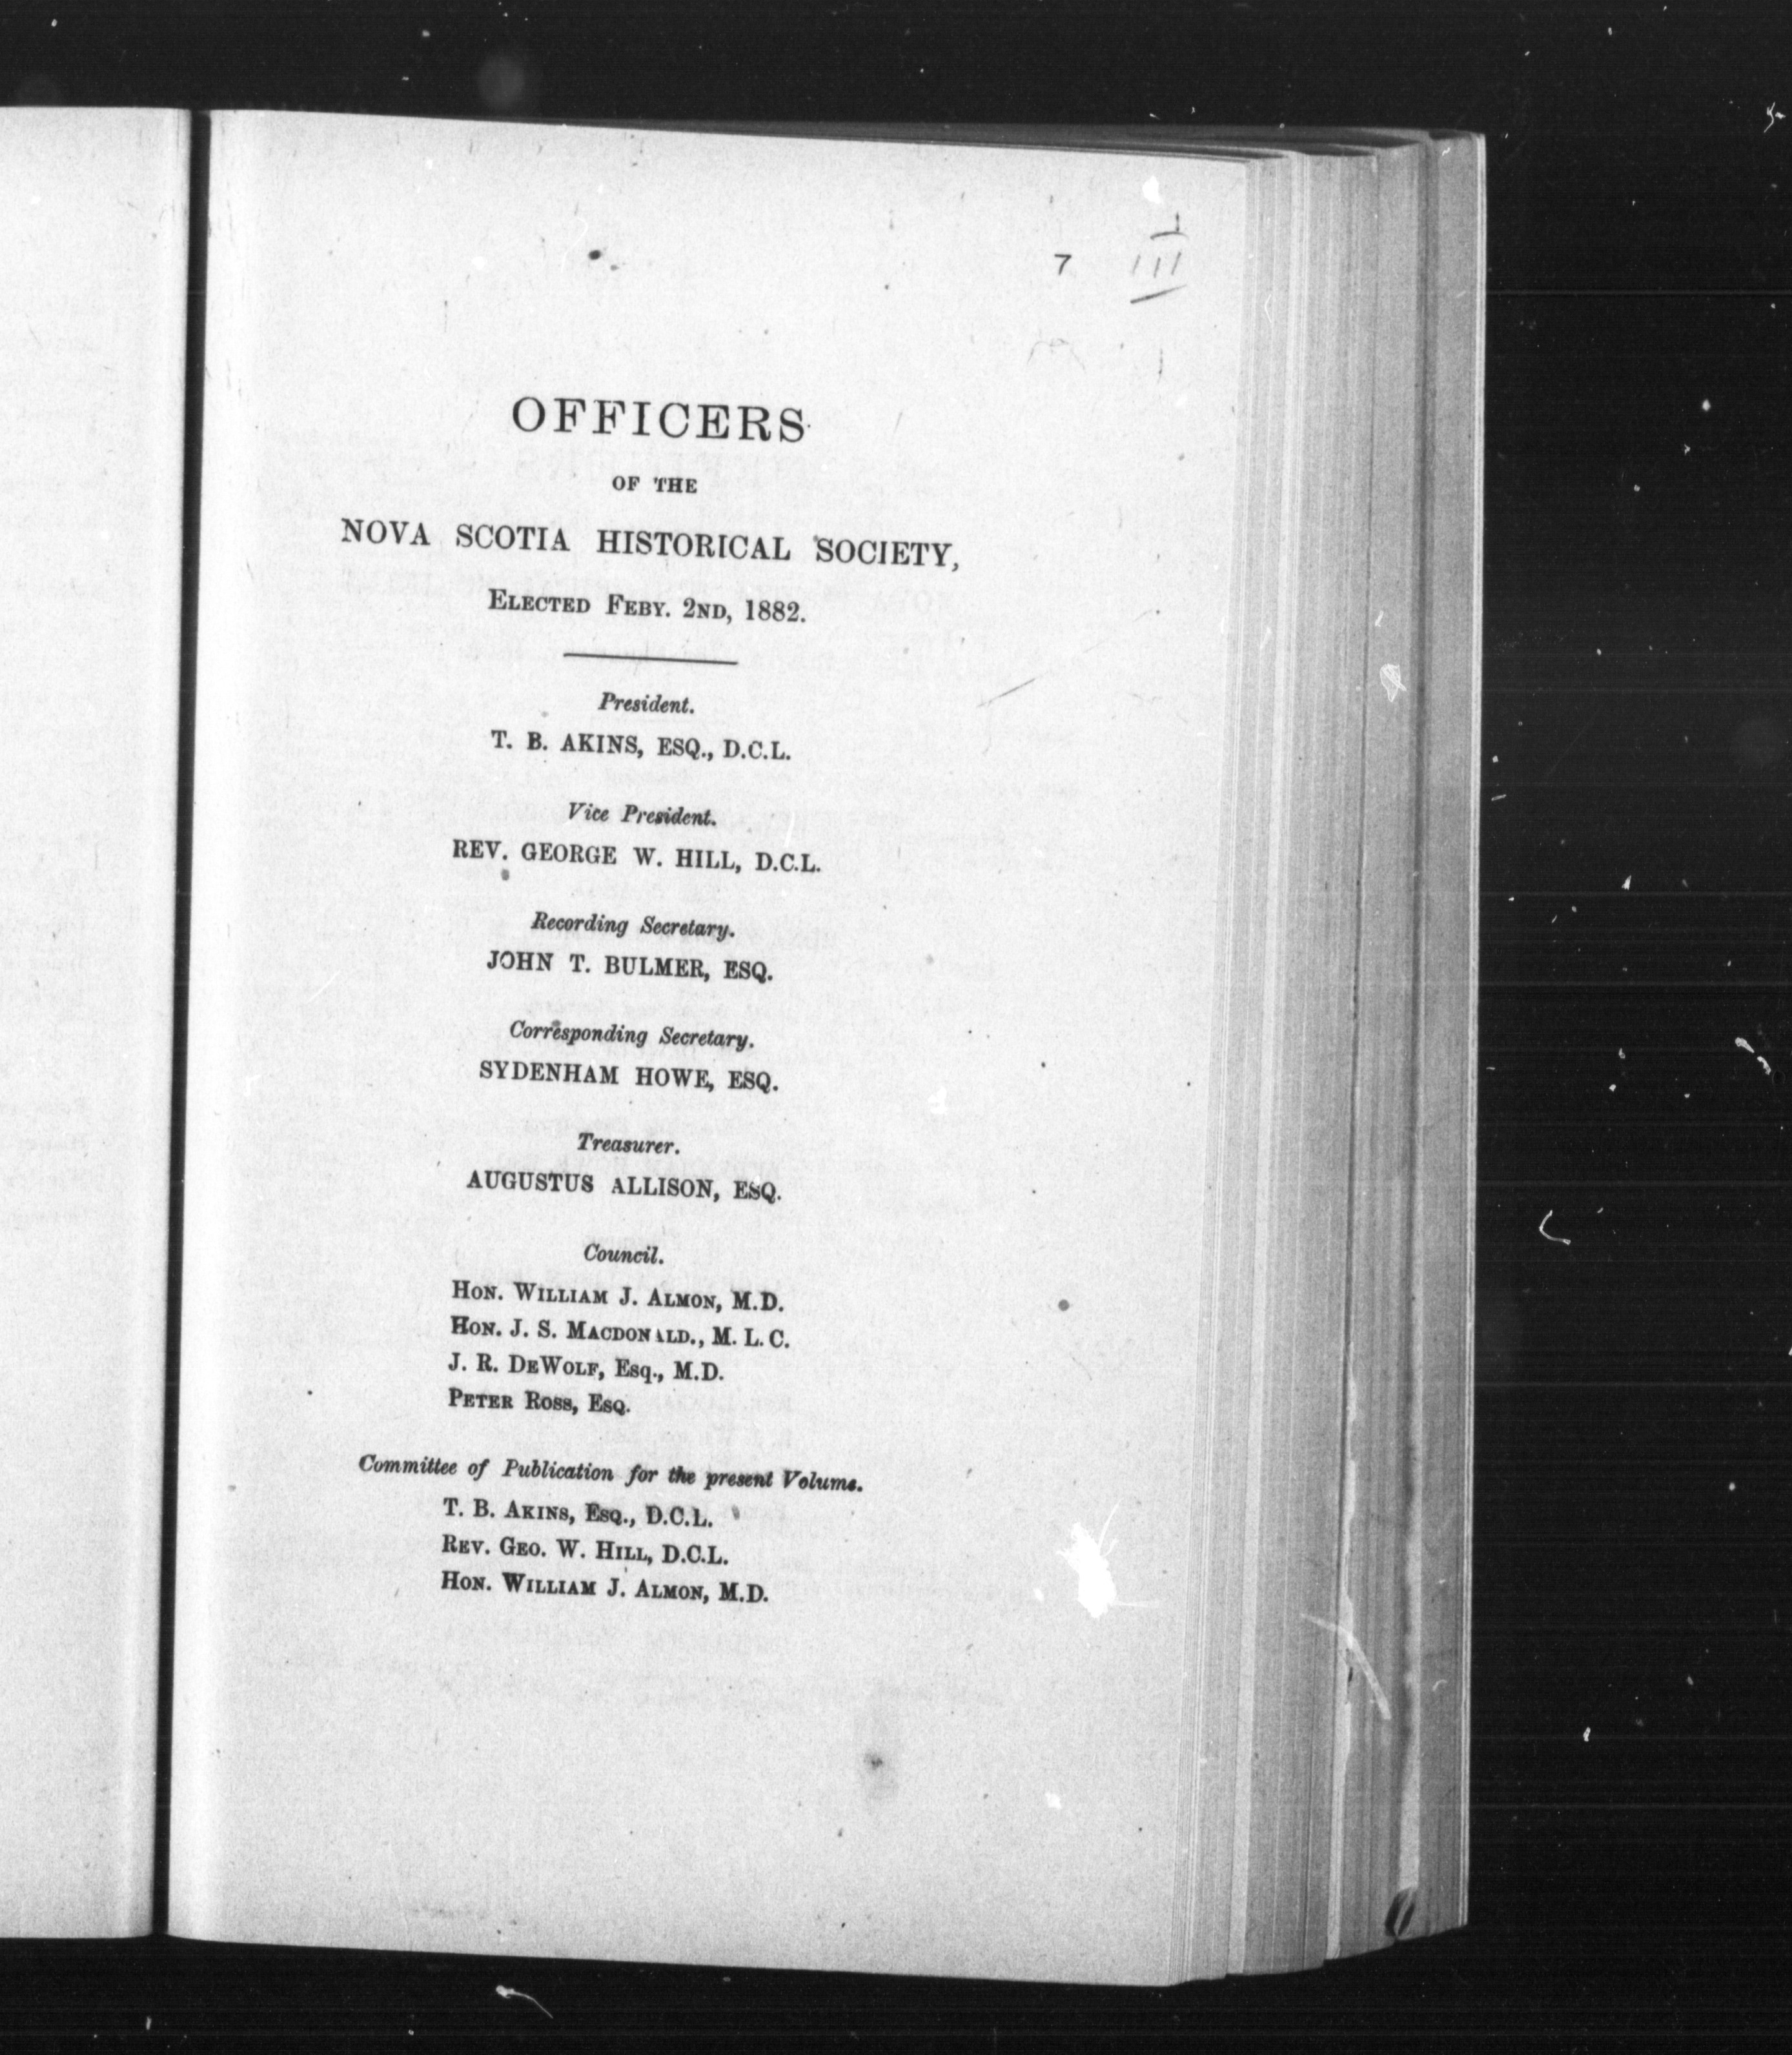 7 III
OFFICERS
OF THE
NOVA SCOTIA HISTORICAL SOCIETY,
ELECTED FEBY. 2ND, 1882.
President.
T. B. AKINS, ESQ., D.C.L.
Vice President.
REV. GEORGE W. HILL, D.C.L.
Recording Secretary.
JOHN T. BULMER, ESQ.
Corresponding Secretary.
SYDENHAM HOWE, ESQ.
Treasurer.
AUGUSTUS ALLISON, ESQ.
Council.
HON. WILLIAM J. ALMON, M.D.
HON. J. S. MACDONALD., M. L. C.
J. R. DEWOLF, Esq., M.D.
PETER ROSS, ESQ.
Committee of Publication for the present Volume.
T. B. AKINS, ESQ., D.C.L.
REV. GEO. W. HILL, D.C.L.
HON. WILLIAM J. ALMON, M.D.